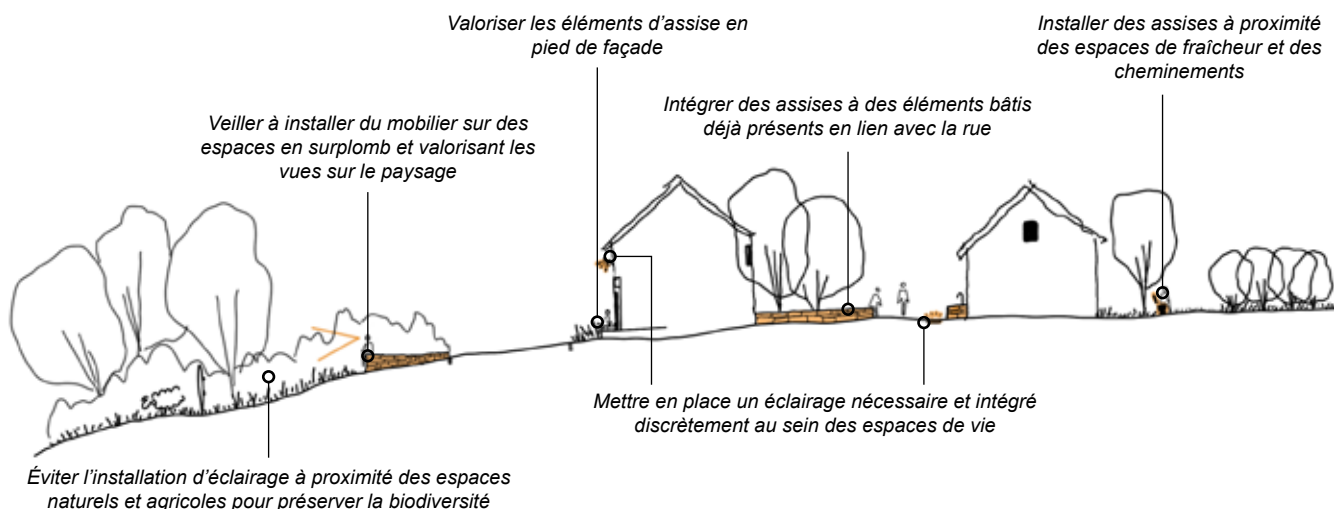 Valoriser les éléments d’assise en
pied de façade
Installer des assises à proximité
des espaces de fraîcheur et des
cheminements
Veiller à installer du mobilier sur des
espaces en surplomb et valorisant les
vues sur le paysage
Intégrer des assises à des éléments bâtis
déjà présents en lien avec la rue
Mettre en place un éclairage nécessaire et intégré
discrètement au sein des espaces de vie
Éviter l’installation d’éclairage à proximité des espaces
naturels et agricoles pour préserver la biodiversité